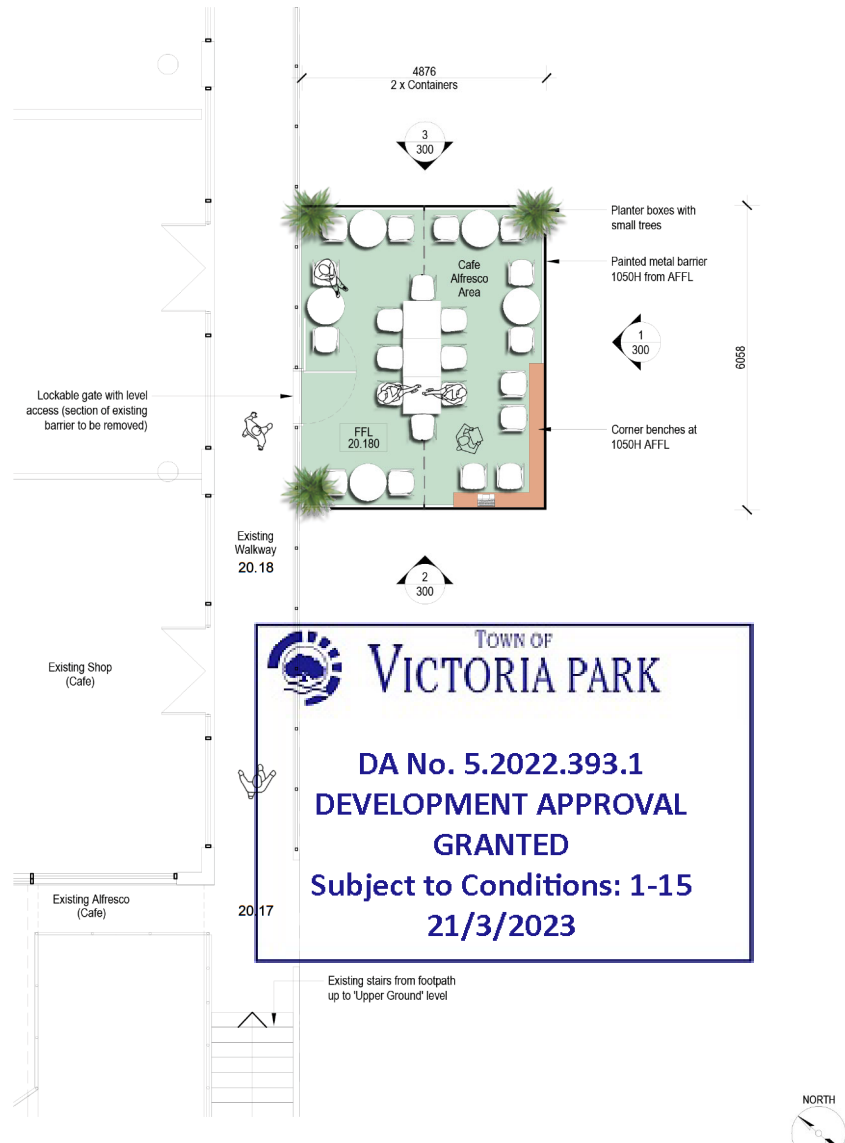 4876
2 x Containers
3
300
Planter boxes with
small trees
Painted metal barrier
1050H from AFFL
Cafe
Alfresco
Area
1
300
6058
Lockable gate with level
access (section of existing
barrier to be removed)
FFL
20.180
Corner benches at
1050H AFFL
Existing
Walkway
20.18
2
300
Existing Shop
(Cafe)
TOWN OF
VICTORIA PARK
DA No. 5.2022.393.1
DEVELOPMENT APPROVAL
GRANTED
Subject to Conditions: 1-15
21/3/2023
Existing Alfresco
(Cafe)
20.17
Existing stairs from footpath
up to 'Upper Ground' level
NORTH